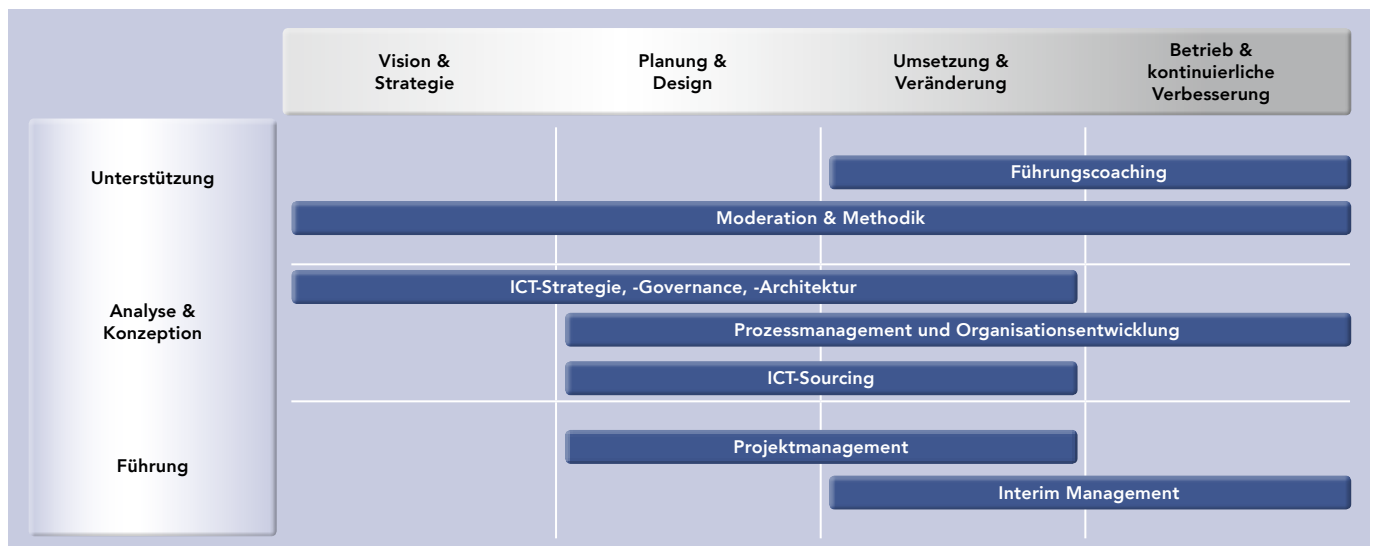 Vision &
Strategie
Planung &
Design
Umsetzung &
Veränderung
Betrieb &
kontinuierliche
Verbesserung
Unterstützung
Führungscoaching
Moderation & Methodik
Analyse &
Konzeption
ICT-Strategie, -Governance, -Architektur
Prozessmanagement und Organisationsentwicklung
ICT-Sourcing
Führung
Projektmanagement
Interim Management